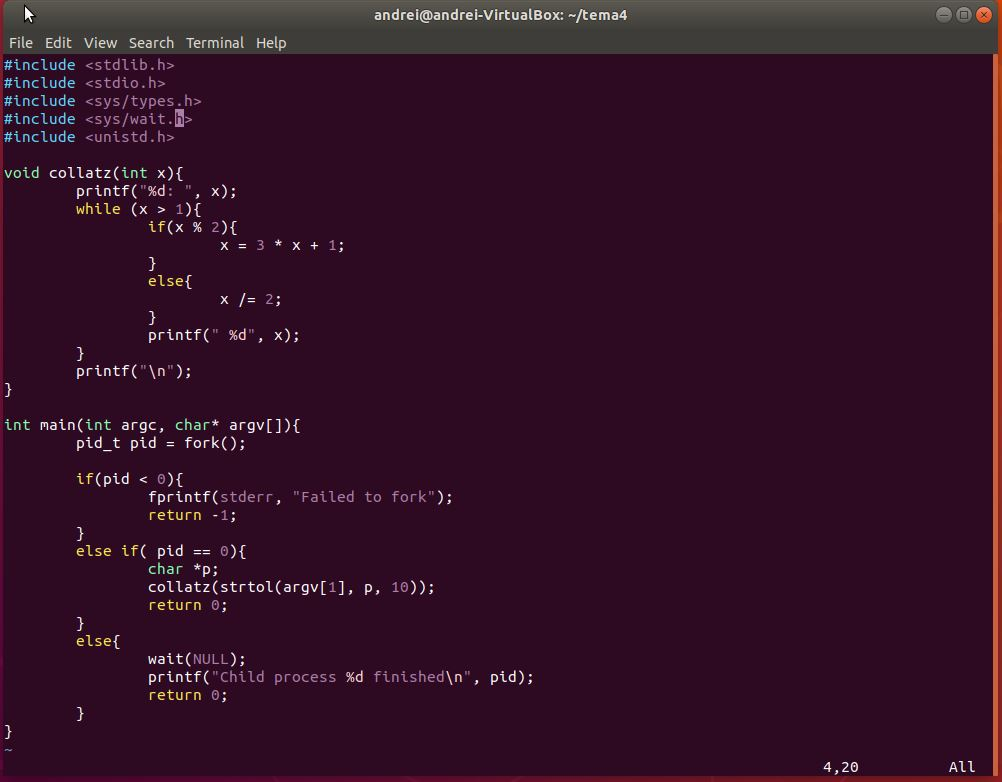 andrei@andrei-VirtualBox: ~/tema4
File Edit View Search Terminal Help
#include <stdlib.h>
#include <stdio.h>
#include <sys/types.h>
#include <sys/wait.h>
#include <unistd.h>

void collatz(int x){
        printf("%d: ", x);
        while (x > 1){
                if(x % 2){
                        x = 3 * x + 1;
                }
                else{
                        x /= 2;
                }
                printf(" %d", x);
        }
        printf("\n");
}

int main(int argc, char* argv[]){
        pid_t pid = fork();

        if(pid < 0){
                fprintf(stderr, "Failed to fork");
                return -1;
        }
        else if( pid == 0){
                char *p;
                collatz(strtol(argv[1], p, 10));
                return 0;
        }
        else{
                wait(NULL);
                printf("Child process %d finished\n", pid);
                return 0;
        }
}
~
4,20 All